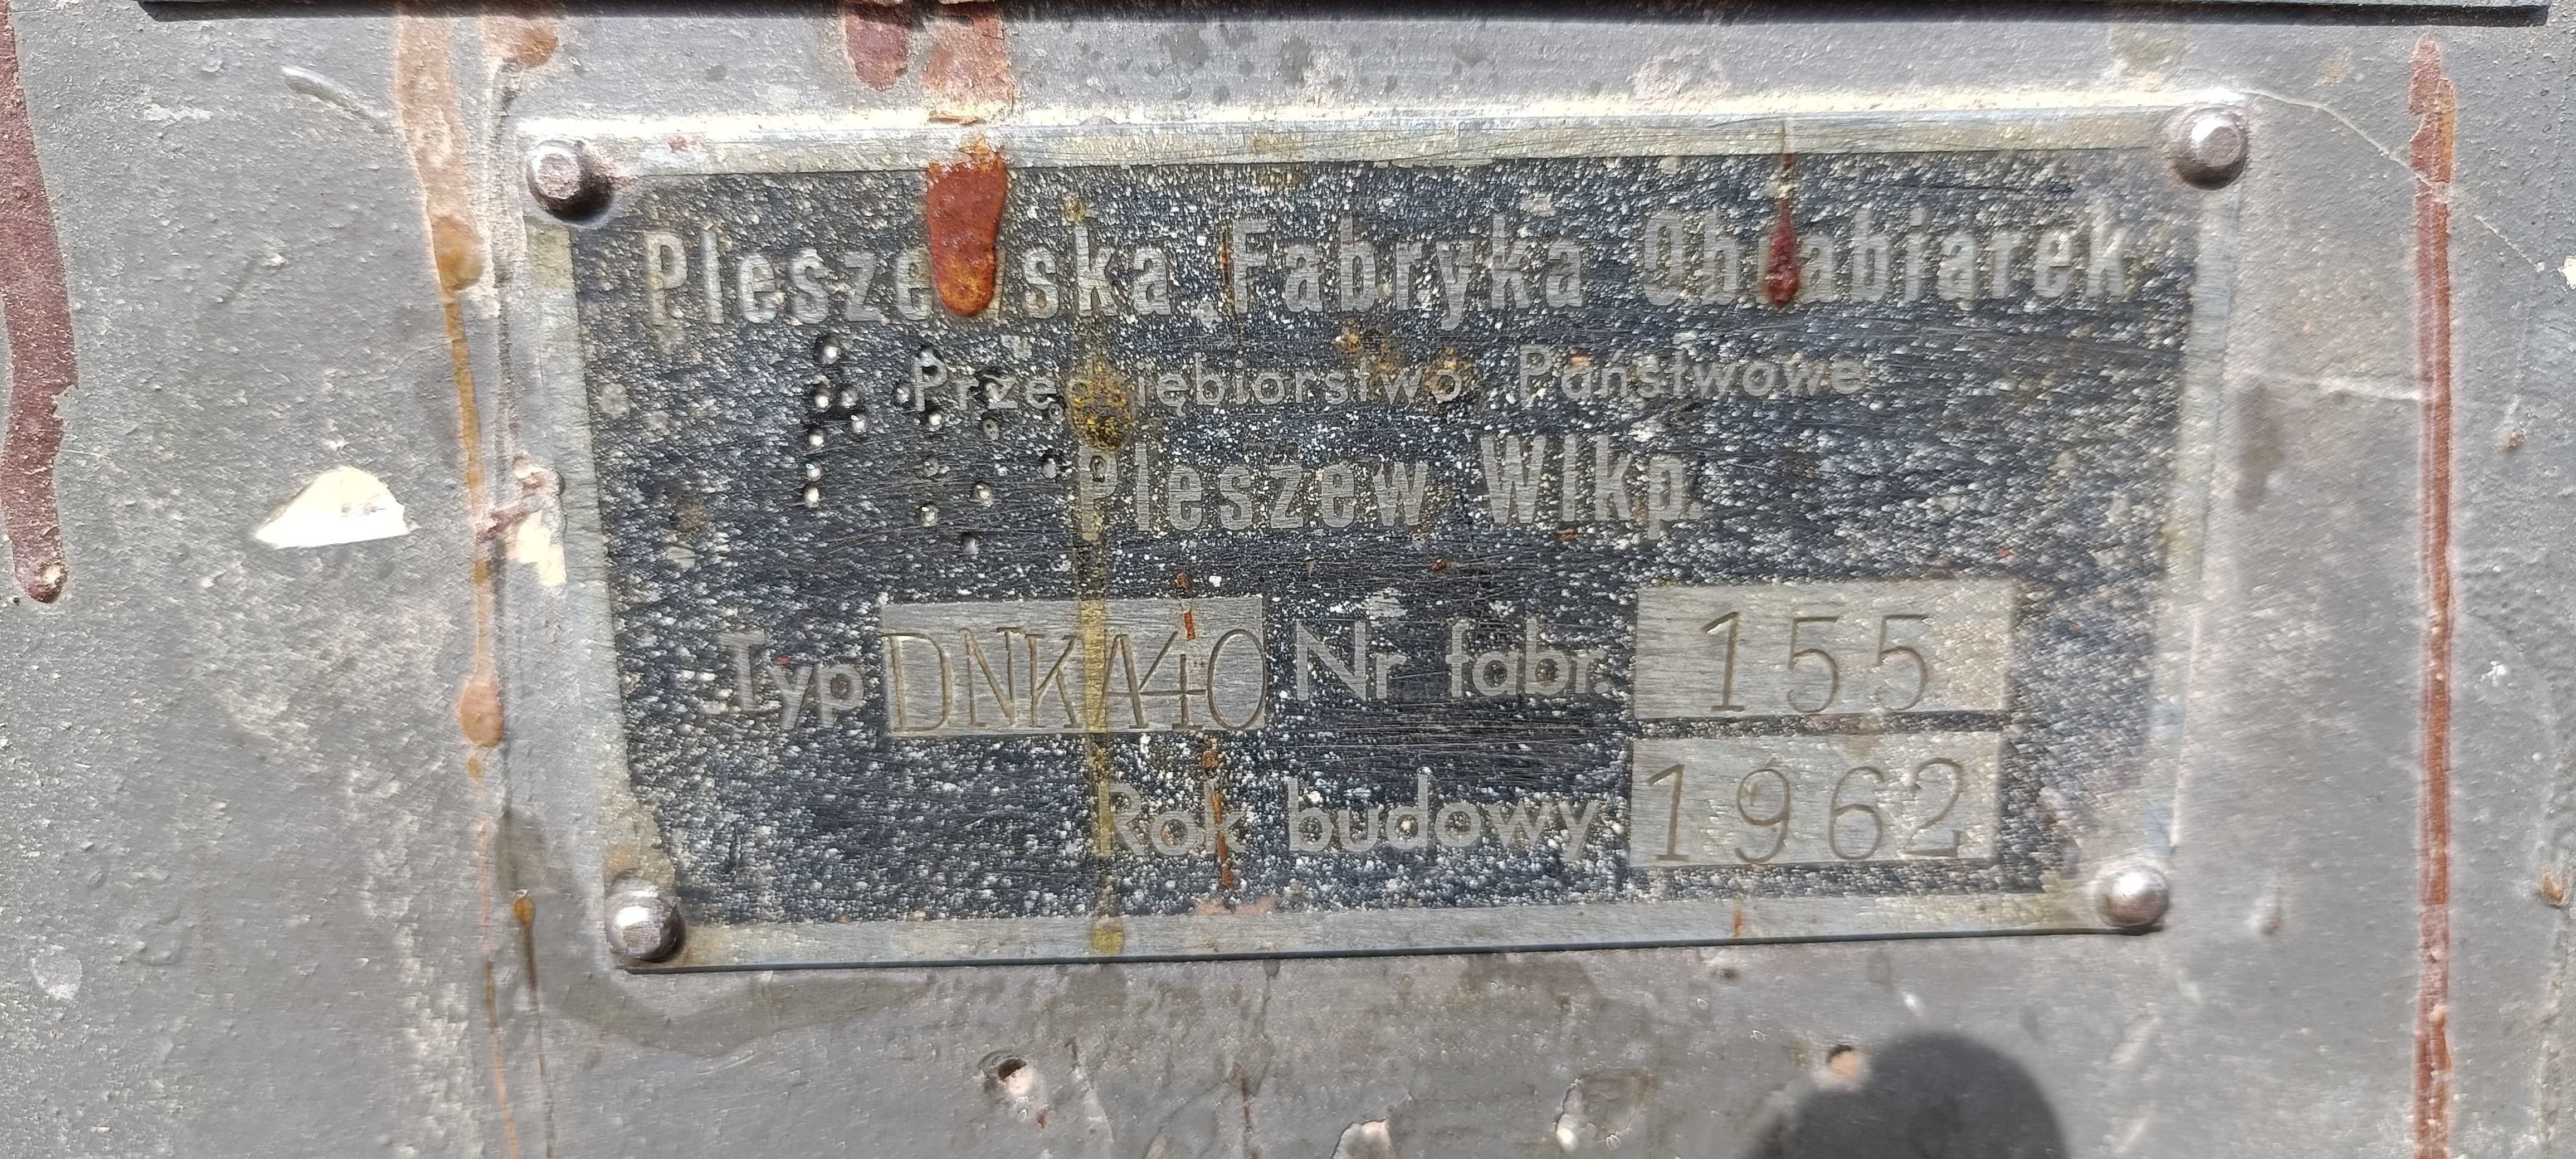 Pleszewska Fabryka Obrabiarek
Przedsiębiorstwo Państwowe
Pleszew Wlkp.
Typ DNKA40 Nr fabr. 155
Rok budowy 1962